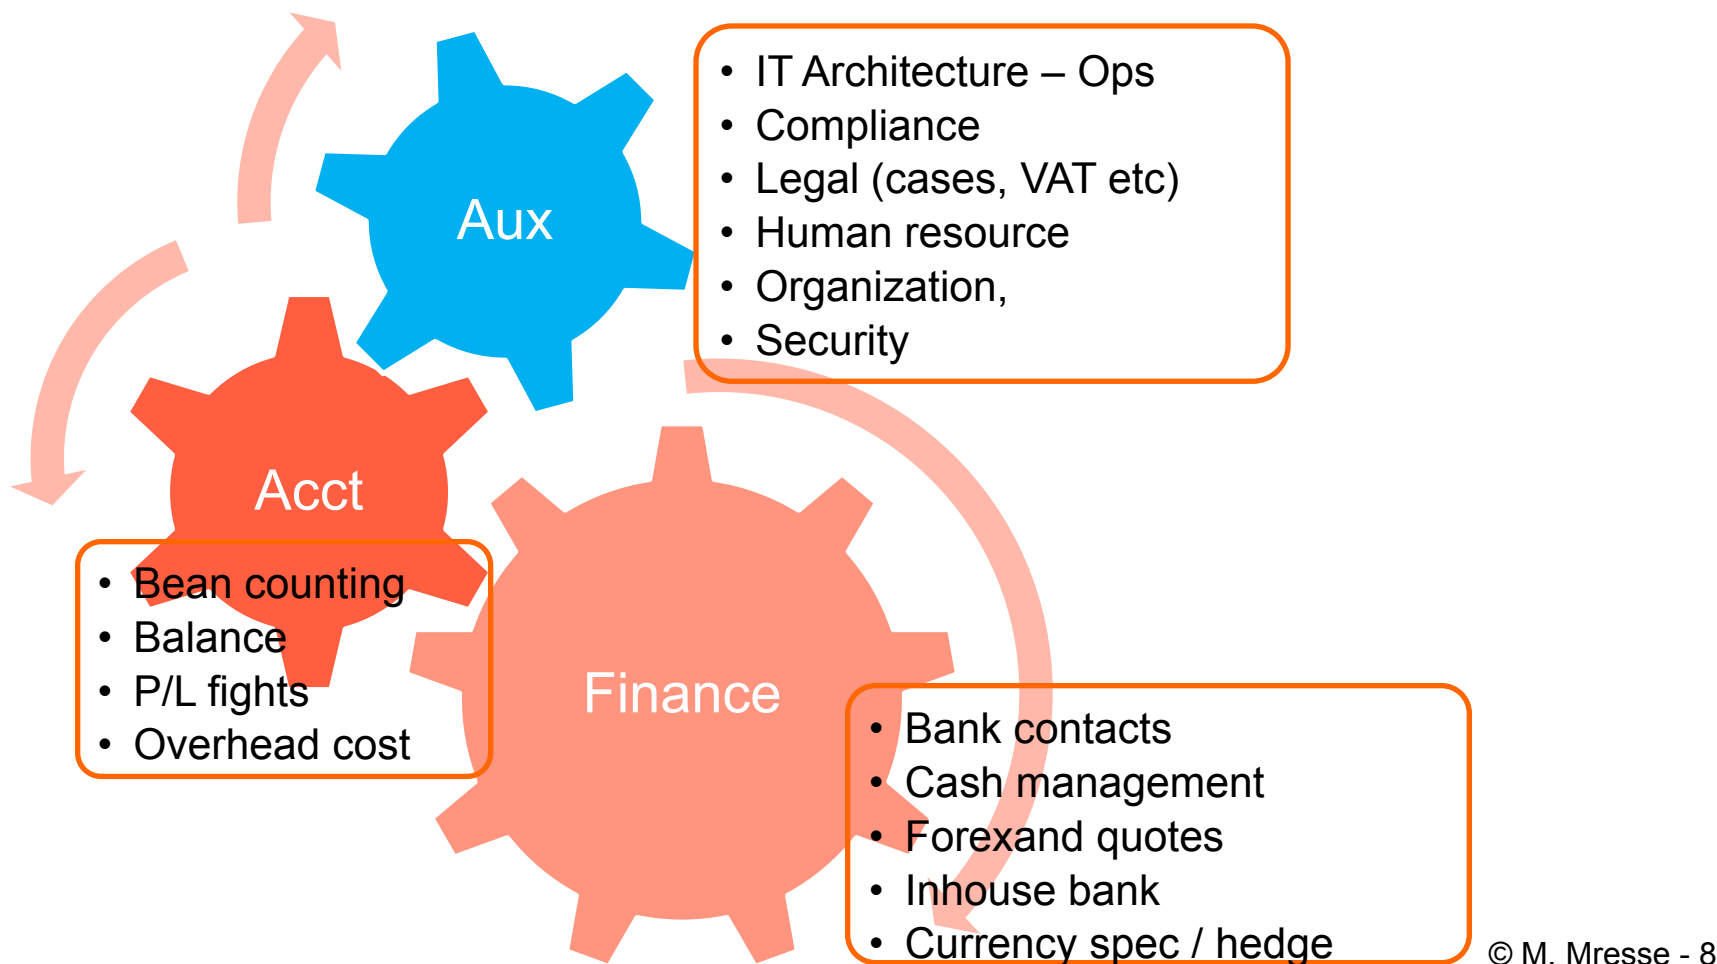 Aux
• IT Architecture – Ops
• Compliance
• Legal (cases, VAT etc)
• Human resource
• Organization,
• Security
Acct
• Bean counting
• Balance
• P/L fights
• Overhead cost
Finance
• Bank contacts
• Cash management
• Forexand quotes
• Inhouse bank
• Currency spec / hedge
© M. Mresse - 8